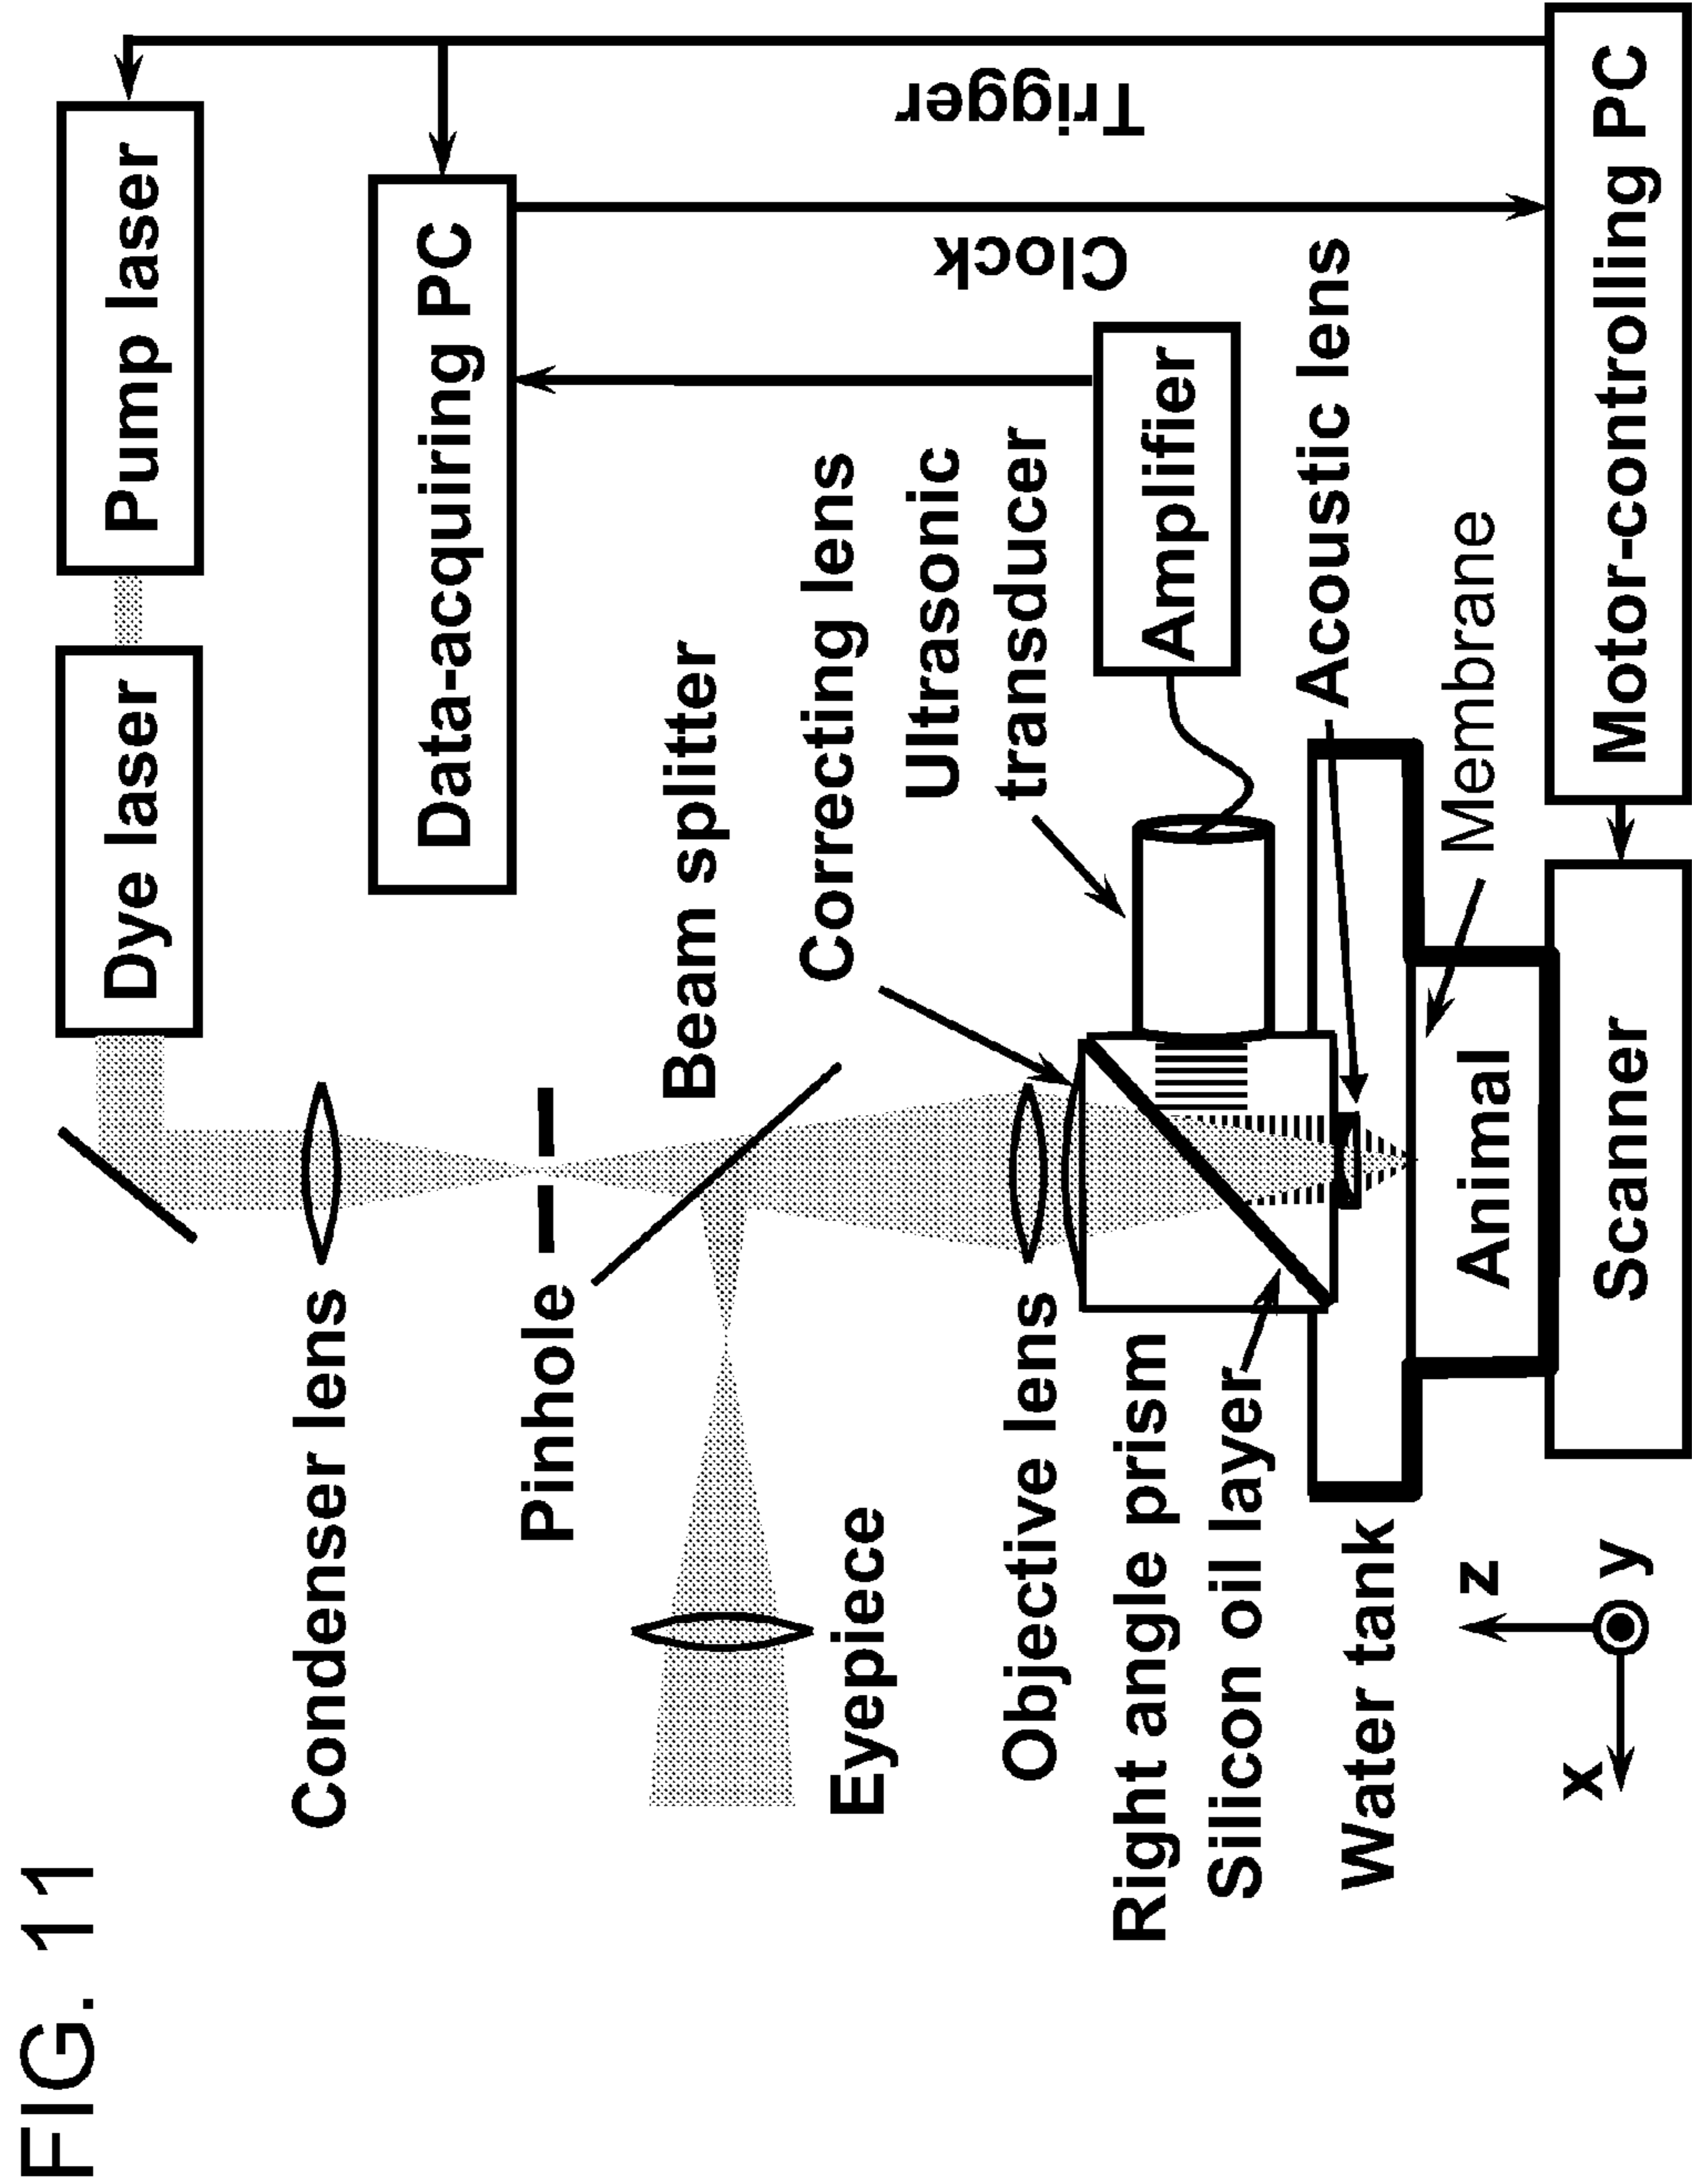 FIG. 11
Dye laser
Pump laser
Condenser lens
Data-acquiring PC
Pinhole
Beam splitter
Eyepiece
Correcting lens
Ultrasonic
transducer
Clock
Trigger
Objective lens
Right angle prism
Amplifier
Silicon oil layer
Acoustic lens
Water tank
Membrane
Animal
z
x
y
Scanner
Motor-controlling PC